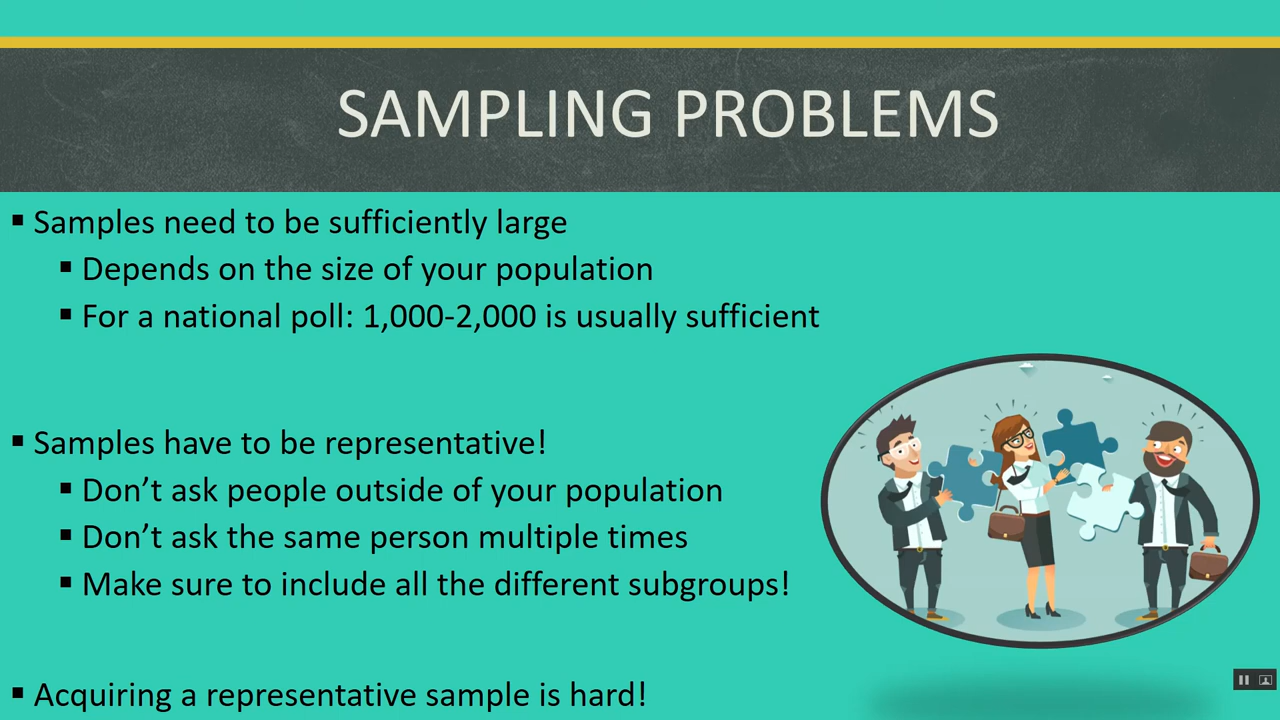 SAMPLING PROBLEMS
▪ Samples need to be sufficiently large
▪ Depends on the size of your population
▪ For a national poll: 1,000-2,000 is usually sufficient
▪ Samples have to be representative!
▪ Don’t ask people outside of your population
▪ Don’t ask the same person multiple times
▪ Make sure to include all the different subgroups!
▪ Acquiring a representative sample is hard!